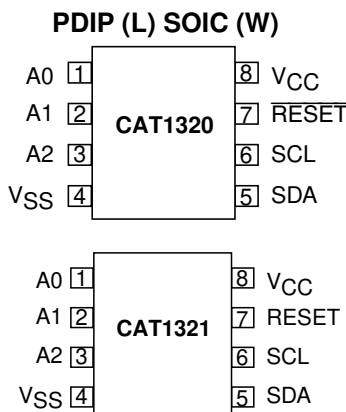 PDIP (L) SOIC (W)
A0 1 8 VCC
A1 2 CAT1320 7 R̅E̅S̅E̅T̅
A2 3 6 SCL
VSS 4 5 SDA
A0 1 8 VCC
A1 2 CAT1321 7 RESET
A2 3 6 SCL
VSS 4 5 SDA